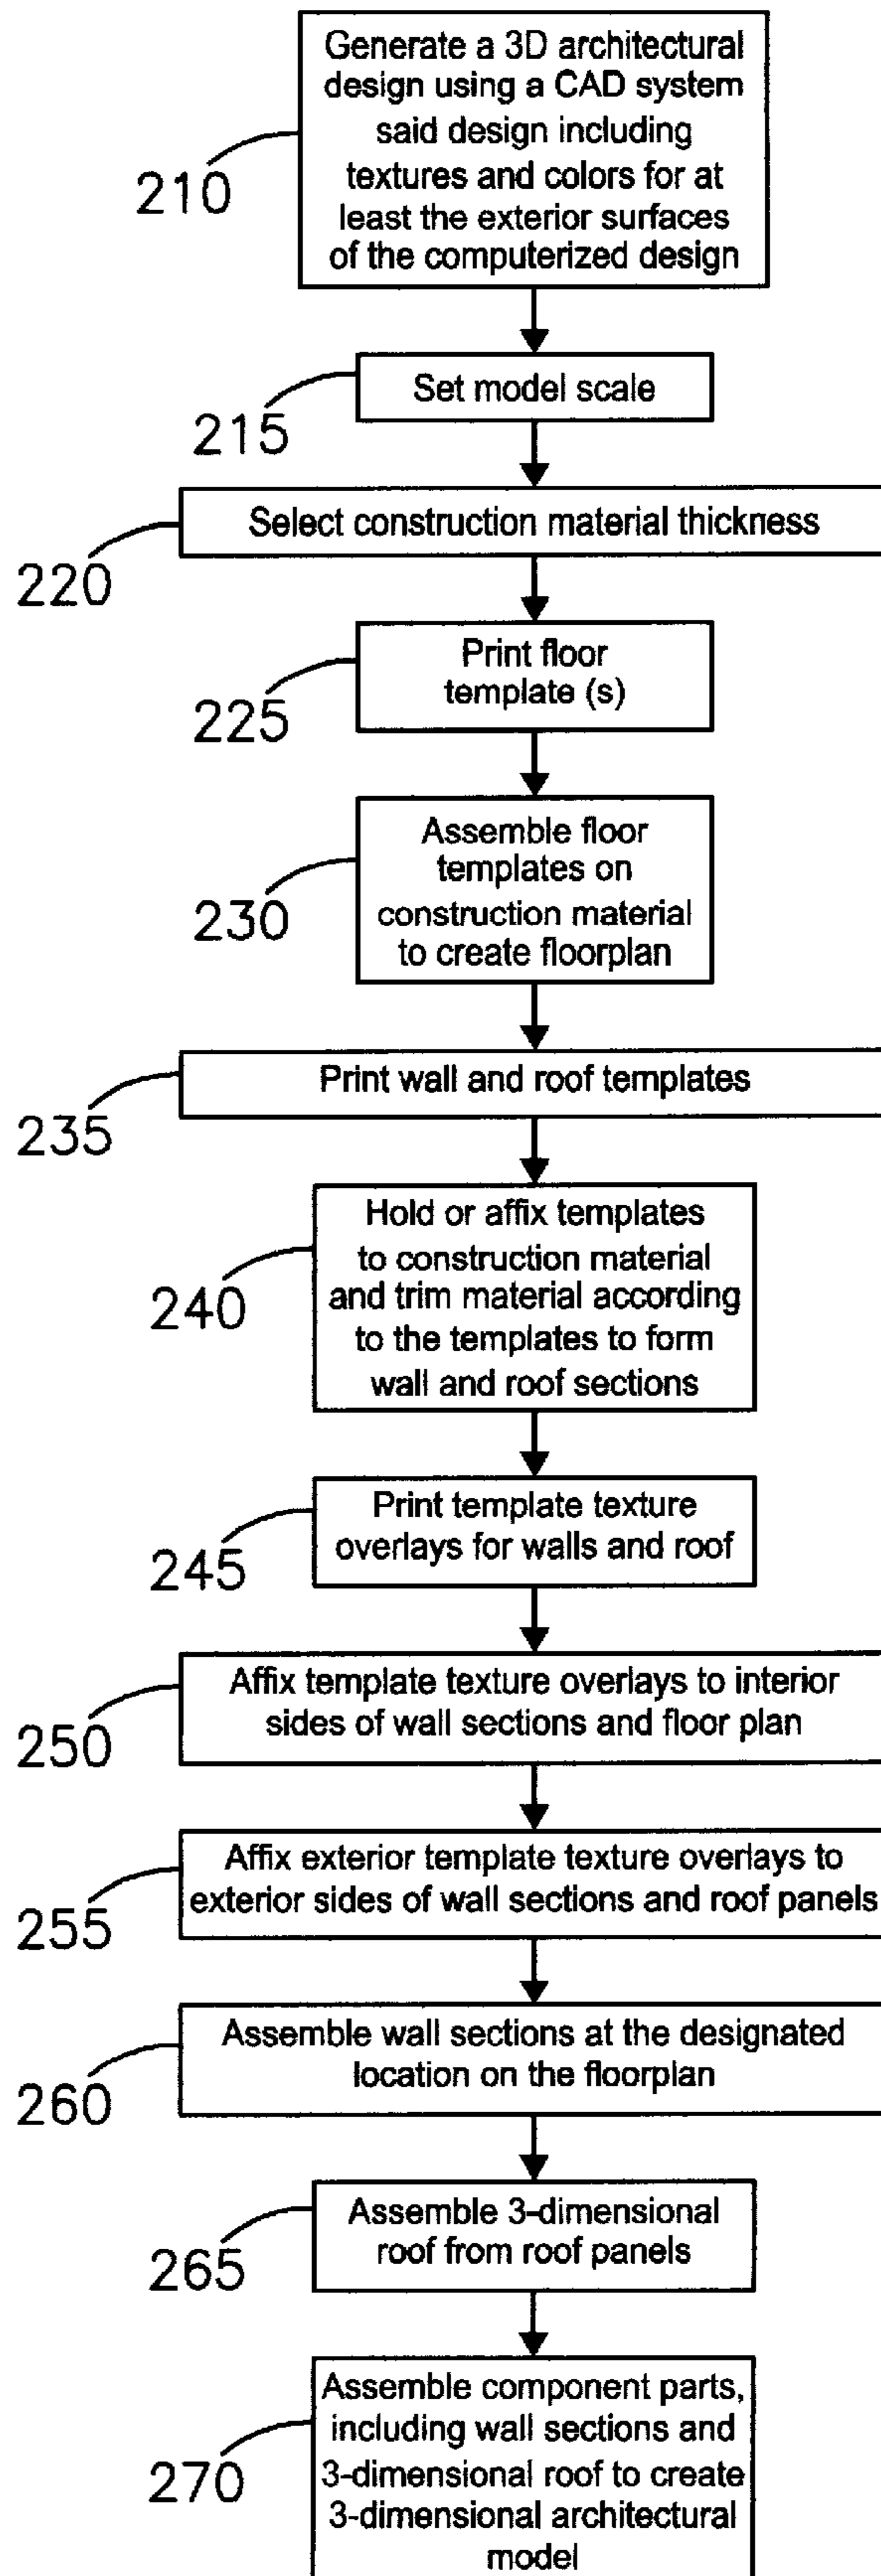 Generate a 3D architectural
design using a CAD system
said design including
textures and colors for at
least the exterior surfaces
of the computerized design
210
Set model scale
215
Select construction material thickness
220
Print floor
template (s)
225
Assemble floor
templates on
construction material
to create floorplan
230
Print wall and roof templates
235
Hold or affix templates
to construction material
and trim material according
to the templates to form
wall and roof sections
240
Print template texture
overlays for walls and roof
245
Affix template texture overlays to interior
sides of wall sections and floor plan
250
Affix exterior template texture overlays to
exterior sides of wall sections and roof panels
255
Assemble wall sections at the designated
location on the floorplan
260
Assemble 3-dimensional
roof from roof panels
265
Assemble component parts,
including wall sections and
3-dimensional roof to create
3-dimensional architectural
model
270